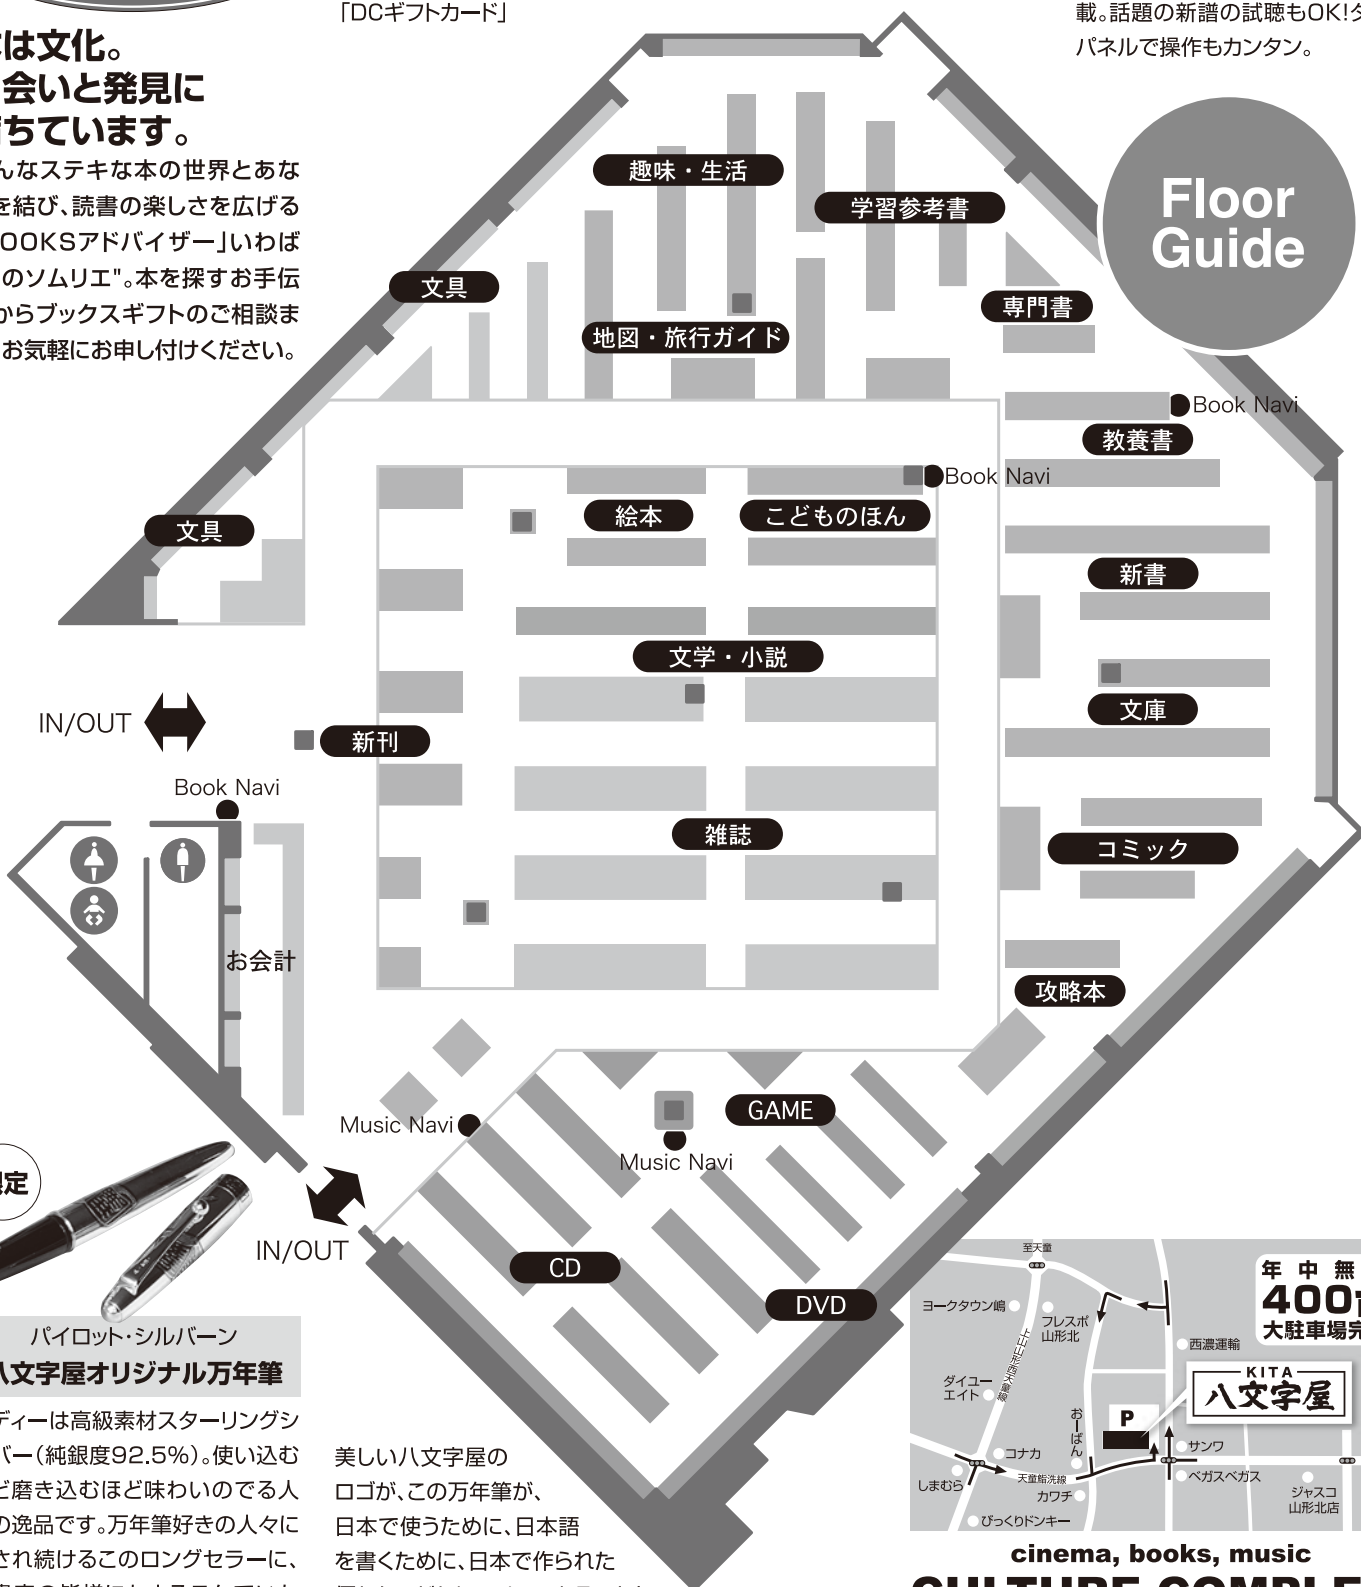 「DCギフトカード」
載。話題の新譜の試聴もOK!タ
パネルで操作もカンタン。
は文化。
会いと発見に
ちています。
んなステキな本の世界とあな
を結び、読書の楽しさを広げる
OOKSアドバイザー」いわば
のソムリエ"。本を探すお手伝
からブックスギフトのご相談ま
お気軽にお申し付けください。
Floor
Guide
趣味・生活
学習参考書
文具
専門書
地図・旅行ガイド
Book Navi
教養書
Book Navi
絵本
こどものほん
文具
新書
文学・小説
文庫
IN/OUT
新刊
Book Navi
雑誌
コミック
お会計
攻略本
GAME
Music Navi
Music Navi
定
IN/OUT
CD
DVD
パイロット・シルバーン
八文字屋オリジナル万年筆
ディーは高級素材スターリングシ
バー(純銀度92.5%)。使い込む
ど磨き込むほど味わいのでる人
の逸品です。万年筆好きの人々に
され続けるこのロングセラーに、
美しい八文字屋の
ロゴが、この万年筆が、
日本で使うために、日本語
を書くために、日本で作られた
至天童
年中無
400台
大駐車場完
ヨークタウン嶋
フレスポ
山形北
西濃運輸
KITA
八文字屋
ダイユー
エイト
おーばん
P
コナカ
サンワ
しまむら
天童鮨洗線
カワチ
ベガスベガス
ジャスコ
山形北店
びっくりドンキー
cinema, books, music
CULTURE COMPLE